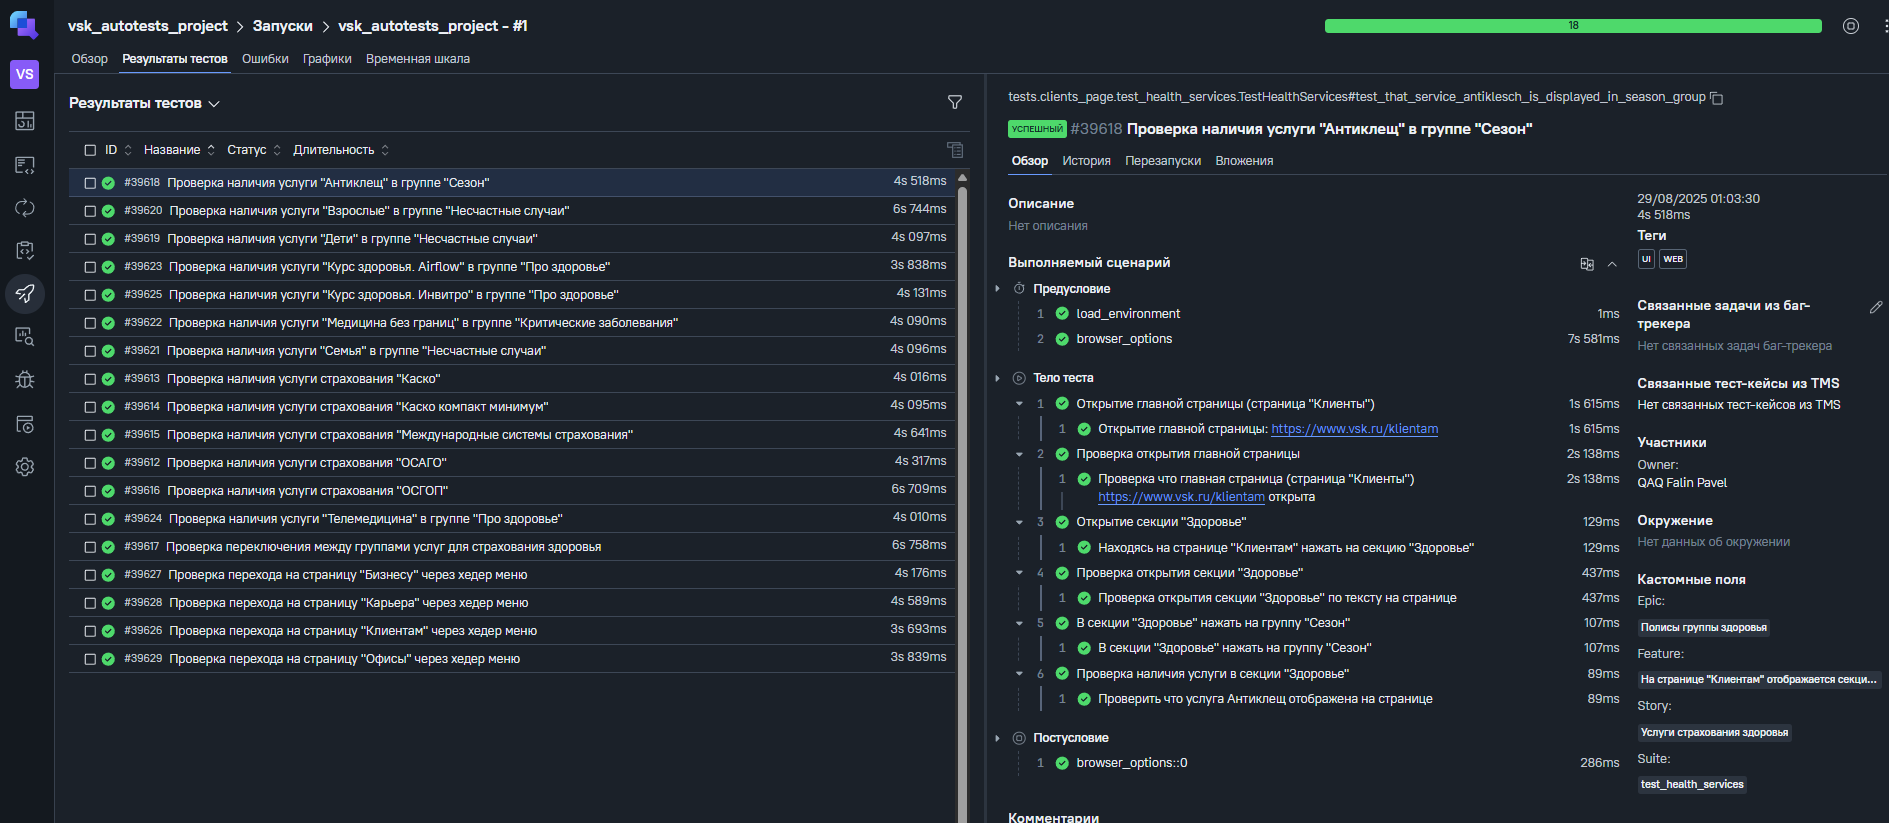 vsk_autotests_project > Запуски > vsk_autotests_project - #1
18
Обзор Результаты тестов Ошибки Графики Временная шкала
VS
Результаты тестов
ID Название Статус Длительность
#39618 Проверка наличия услуги "Антиклещ" в группе "Сезон" 4s 518ms
#39620 Проверка наличия услуги "Взрослые" в группе "Несчастные случаи" 6s 744ms
#39619 Проверка наличия услуги "Дети" в группе "Несчастные случаи" 4s 097ms
#39623 Проверка наличия услуги "Курс здоровья. Airflow" в группе "Про здоровье" 3s 838ms
#39625 Проверка наличия услуги "Курс здоровья. Инвитро" в группе "Про здоровье" 4s 131ms
#39622 Проверка наличия услуги "Медицина без границ" в группе "Критические заболевания" 4s 090ms
#39621 Проверка наличия услуги "Семья" в группе "Несчастные случаи" 4s 096ms
#39613 Проверка наличия услуги страхования "Каско" 4s 016ms
#39614 Проверка наличия услуги страхования "Каско компакт минимум" 4s 095ms
#39615 Проверка наличия услуги страхования "Международные системы страхования" 4s 641ms
#39612 Проверка наличия услуги страхования "ОСАГО" 4s 317ms
#39616 Проверка наличия услуги страхования "ОСГОП" 6s 709ms
#39624 Проверка наличия услуги "Телемедицина" в группе "Про здоровье" 4s 010ms
#39617 Проверка переключения между группами услуг для страхования здоровья 6s 758ms
#39627 Проверка перехода на страницу "Бизнесу" через хедер меню 4s 176ms
#39628 Проверка перехода на страницу "Карьера" через хедер меню 4s 589ms
#39626 Проверка перехода на страницу "Клиентам" через хедер меню 3s 693ms
#39629 Проверка перехода на страницу "Офисы" через хедер меню 3s 839ms
tests.clients_page.test_health_services.TestHealthServices#test_that_service_antiklesch_is_displayed_in_season_group
УСПЕШНЫЙ #39618 Проверка наличия услуги "Антиклещ" в группе "Сезон"
Обзор История Перезапуски Вложения
Описание
Нет описания
Выполняемый сценарий
Предусловие
1 load_environment 1ms
2 browser_options 7s 581ms
Тело теста
1 Открытие главной страницы (страница "Клиенты") 1s 615ms
1 Открытие главной страницы: https://www.vsk.ru/klientam 1s 615ms
2 Проверка открытия главной страницы 2s 138ms
1 Проверка что главная страница (страница "Клиенты") 2s 138ms
https://www.vsk.ru/klientam открыта
3 Открытие секции "Здоровье" 129ms
1 Находясь на странице "Клиентам" нажать на секцию "Здоровье" 129ms
4 Проверка открытия секции "Здоровье" 437ms
1 Проверка открытия секции "Здоровье" по тексту на странице 437ms
5 В секции "Здоровье" нажать на группу "Сезон" 107ms
1 В секции "Здоровье" нажать на группу "Сезон" 107ms
6 Проверка наличия услуги в секции "Здоровье" 89ms
1 Проверить что услуга Антиклещ отображена на странице 89ms
Постусловие
1 browser_options::0 286ms
Комментарии
29/08/2025 01:03:30
4s 518ms
Теги
UI WEB
Связанные задачи из баг-
трекера
Нет связанных задач баг-трекера
Связанные тест-кейсы из TMS
Нет связанных тест-кейсов из TMS
Участники
Owner:
QAQ Falin Pavel
Окружение
Нет данных об окружении
Кастомные поля
Epic:
Полисы группы здоровья
Feature:
На странице "Клиентам" отображается секци...
Story:
Услуги страхования здоровья
Suite:
test_health_services